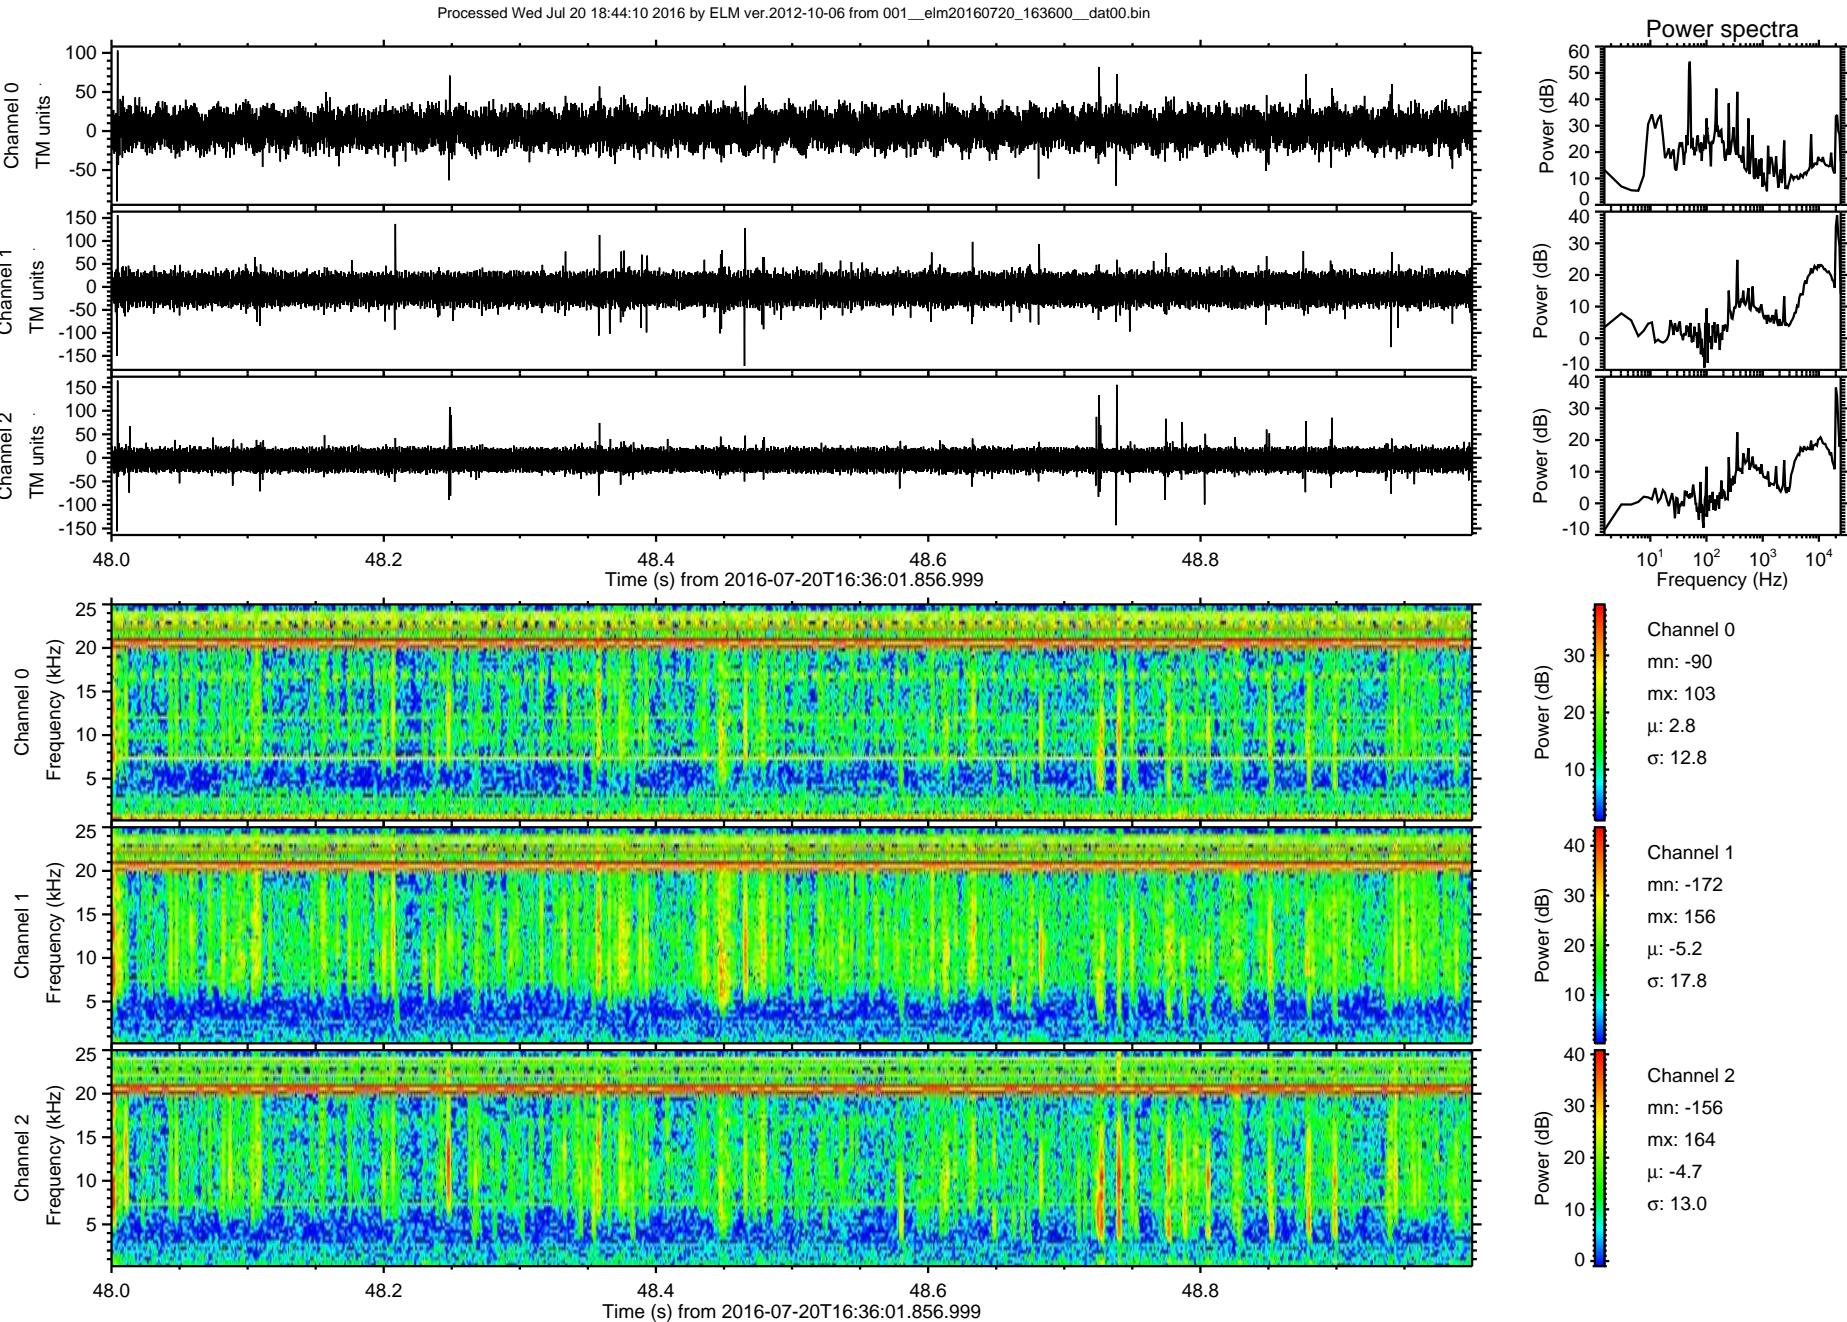 Processed Wed Jul 20 18:44:10 2016 by ELM ver.2012-10-06 from 001__elm20160720_163600__dat00.bin
Power spectra
Channel 0
TM units
100
50
0
-50
Power (dB)
60
50
40
30
20
10
0
Channel 1
TM units
150
100
50
0
-50
-100
-150
Power (dB)
40
30
20
10
0
-10
Channel 2
TM units
150
100
50
0
-50
-100
-150
Power (dB)
40
30
20
10
0
-10
48.0 48.2 48.4 48.6 48.8
Time (s) from 2016-07-20T16:36:01.856.999
10^1 10^2 10^3 10^4
Frequency (Hz)
Channel 0
Frequency (kHz)
25
20
15
10
5
Power (dB)
30
20
10
Channel 0
mn: -90
mx: 103
µ: 2.8
σ: 12.8
Channel 1
Frequency (kHz)
25
20
15
10
5
Power (dB)
40
30
20
10
Channel 1
mn: -172
mx: 156
µ: -5.2
σ: 17.8
Channel 2
Frequency (kHz)
25
20
15
10
5
Power (dB)
40
30
20
10
0
Channel 2
mn: -156
mx: 164
µ: -4.7
σ: 13.0
48.0 48.2 48.4 48.6 48.8
Time (s) from 2016-07-20T16:36:01.856.999